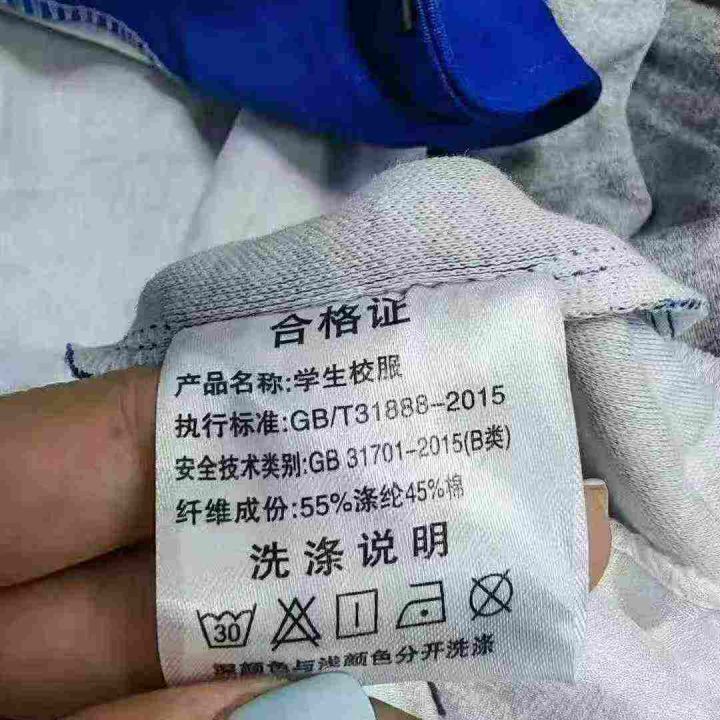 合格证
产品名称:学生校服
执行标准:GB/T31888-2015
安全技术类别:GB 31701-2015(B类)
纤维成份:55%涤纶45%棉
洗涤说明
30
深颜色与浅颜色分开洗涤